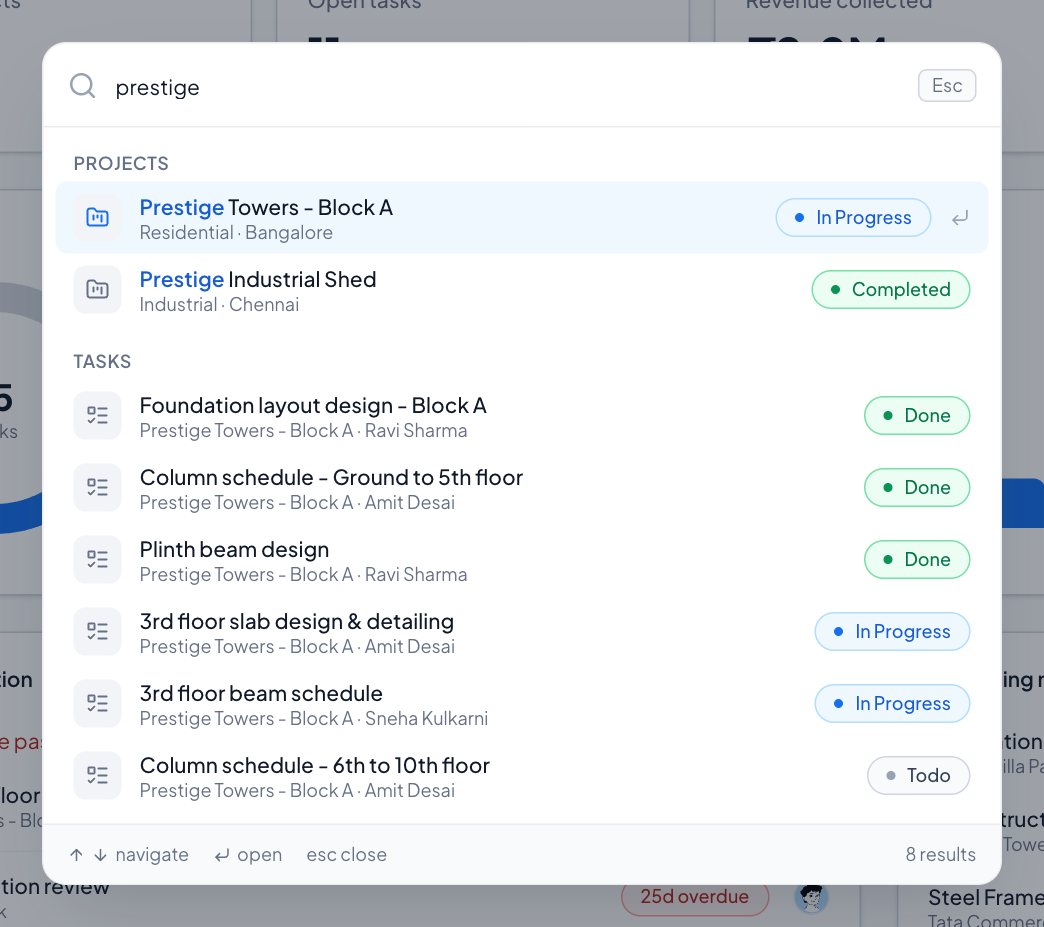 Open tasks
Revenue collected
prestige
Esc
PROJECTS
Prestige Towers - Block A
In Progress
Residential · Bangalore
Prestige Industrial Shed
Completed
Industrial · Chennai
TASKS
Foundation layout design - Block A
Done
Prestige Towers - Block A · Ravi Sharma
Column schedule - Ground to 5th floor
Done
Prestige Towers - Block A · Amit Desai
Plinth beam design
Done
Prestige Towers - Block A · Ravi Sharma
3rd floor slab design & detailing
In Progress
Prestige Towers - Block A · Amit Desai
3rd floor beam schedule
In Progress
Prestige Towers - Block A · Sneha Kulkarni
Column schedule - 6th to 10th floor
Todo
Prestige Towers - Block A · Amit Desai
↑ ↓ navigate ↵ open esc close
8 results
tion review
25d overdue
Steel Frame
Tata Commer